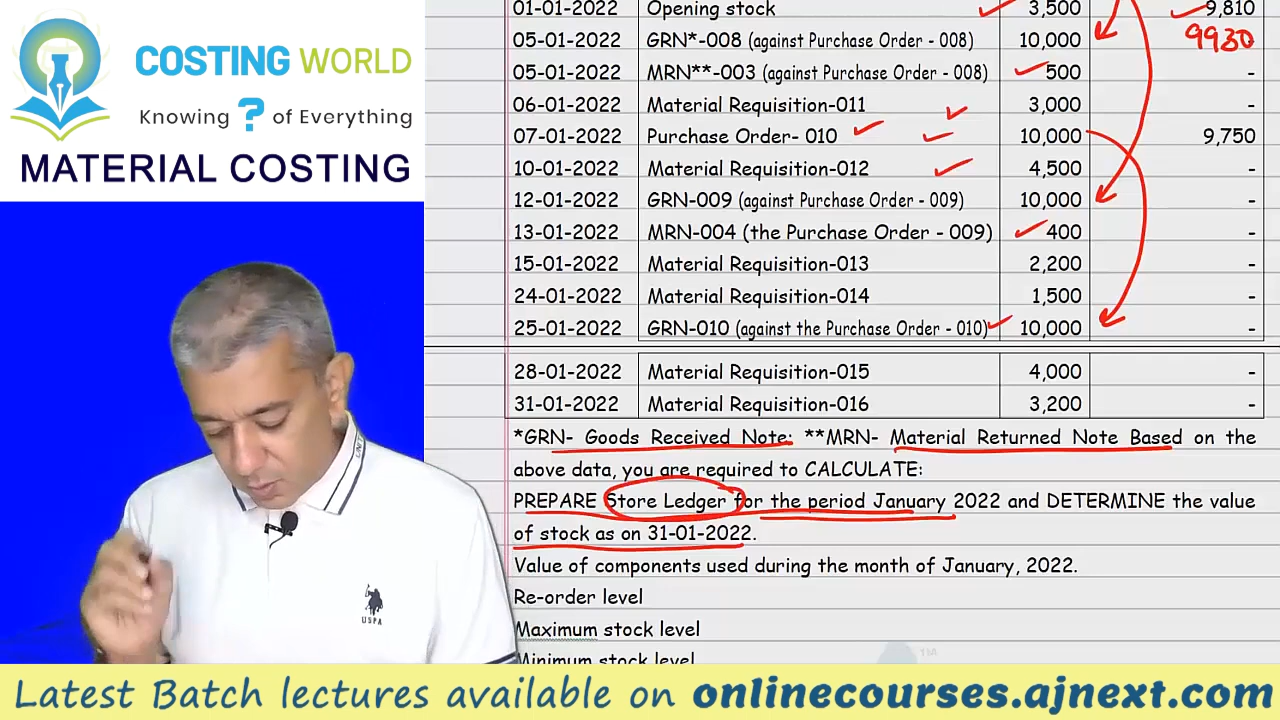 COSTING WORLD
Knowing ? of Everything
MATERIAL COSTING
01-01-2022 Opening stock 3,500 9,810
05-01-2022 GRN*-008 (against Purchase Order - 008) 10,000 9930
05-01-2022 MRN**-003 (against Purchase Order - 008) 500 -
06-01-2022 Material Requisition-011 3,000 -
07-01-2022 Purchase Order- 010 10,000 9,750
10-01-2022 Material Requisition-012 4,500 -
12-01-2022 GRN-009 (against Purchase Order - 009) 10,000 -
13-01-2022 MRN-004 (the Purchase Order - 009) 400 -
15-01-2022 Material Requisition-013 2,200 -
24-01-2022 Material Requisition-014 1,500 -
25-01-2022 GRN-010 (against the Purchase Order - 010) 10,000 -
28-01-2022 Material Requisition-015 4,000 -
31-01-2022 Material Requisition-016 3,200 -
*GRN- Goods Received Note. **MRN- Material Returned Note Based on the
above data, you are required to CALCULATE:
PREPARE Store Ledger for the period January 2022 and DETERMINE the value
of stock as on 31-01-2022.
Value of components used during the month of January, 2022.
Re-order level
Maximum stock level
Minimum stock level
USPA
Latest Batch lectures available on onlinecourses.ajnext.com